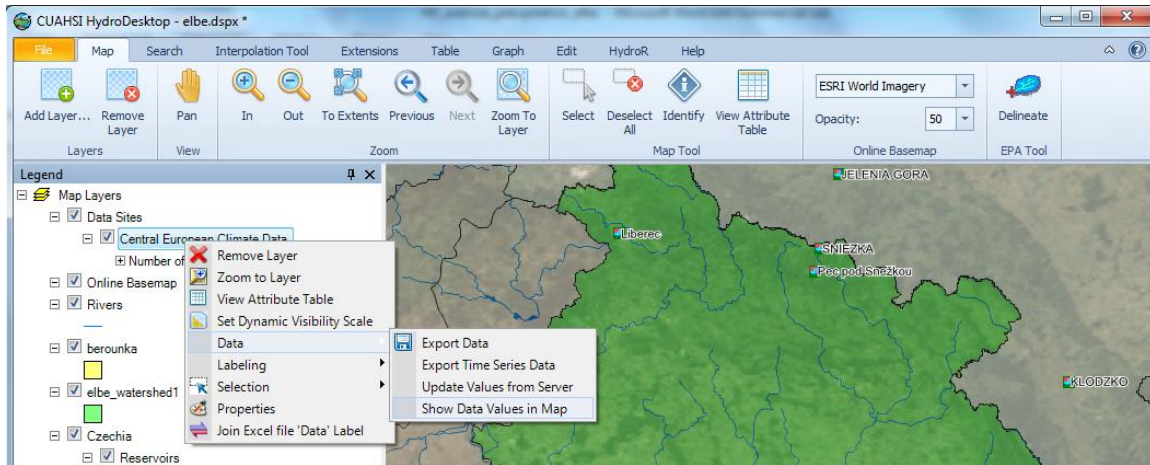 CUAHSI HydroDesktop - elbe.dspx *
File Map Search Interpolation Tool Extensions Table Graph Edit HydroR Help
Add Layer... Remove Layer Pan In Out To Extents Previous Next Zoom To Layer Select Deselect All Identify View Attribute Table
ESRI World Imagery
Opacity: 50
Delineate
Layers View Zoom Map Tool Online Basemap EPA Tool
Legend
Map Layers
Data Sites
Central European Climate Data
Number of
Online Basemap
Rivers
berounka
elbe_watershed1
Czechia
Reservoirs
Remove Layer
Zoom to Layer
View Attribute Table
Set Dynamic Visibility Scale
Data
Labeling
Selection
Properties
Join Excel file 'Data' Label
Export Data
Export Time Series Data
Update Values from Server
Show Data Values in Map
JELENIA GORA
Liberec
SNIEZKA
Pec pod Snežkou
KLODZKO